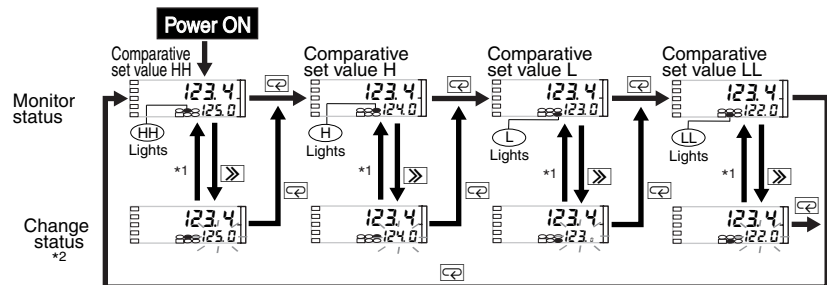 Power ON
Comparative set value HH
Comparative set value H
Comparative set value L
Comparative set value LL
Monitor status
123.4
125.0
123.4
124.0
123.4
123.0
123.4
122.0
HH
Lights
H
Lights
L
Lights
LL
Lights
*1
*1
*1
*1
Change status
*2
123.4
125.0
123.4
124.0
123.4
123.
123.4
122.0